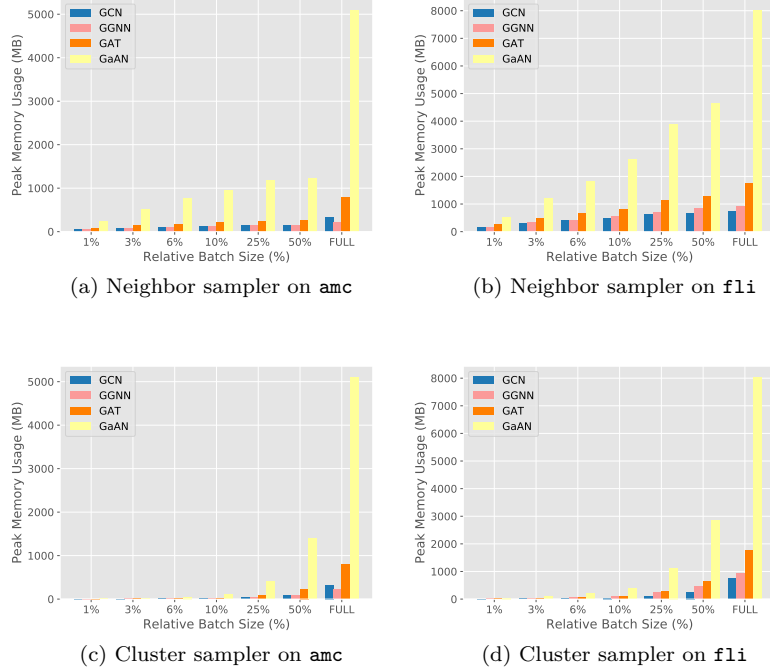 GCN
GGNN
GAT
GaAN
5000
4000
3000
2000
1000
0
Peak Memory Usage (MB)
1% 3% 6% 10% 25% 50% FULL
Relative Batch Size (%)
(a) Neighbor sampler on amc
GCN
GGNN
GAT
GaAN
8000
7000
6000
5000
4000
3000
2000
1000
0
Peak Memory Usage (MB)
1% 3% 6% 10% 25% 50% FULL
Relative Batch Size (%)
(b) Neighbor sampler on fli
GCN
GGNN
GAT
GaAN
5000
4000
3000
2000
1000
0
Peak Memory Usage (MB)
1% 3% 6% 10% 25% 50% FULL
Relative Batch Size (%)
(c) Cluster sampler on amc
GCN
GGNN
GAT
GaAN
8000
7000
6000
5000
4000
3000
2000
1000
0
Peak Memory Usage (MB)
1% 3% 6% 10% 25% 50% FULL
Relative Batch Size (%)
(d) Cluster sampler on fli